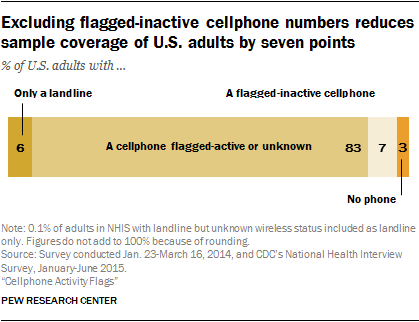 Excluding flagged-inactive cellphone numbers reduces
sample coverage of U.S. adults by seven points
% of U.S. adults with ...
Only a landline
A flagged-inactive cellphone
6
A cellphone flagged-active or unknown
83
7
3
No phone
Note: 0.1% of adults in NHIS with landline but unknown wireless status included as landline
only. Figures do not add to 100% because of rounding.
Source: Survey conducted Jan. 23-March 16, 2014, and CDC's National Health Interview
Survey, January-June 2015.
"Cellphone Activity Flags"
PEW RESEARCH CENTER